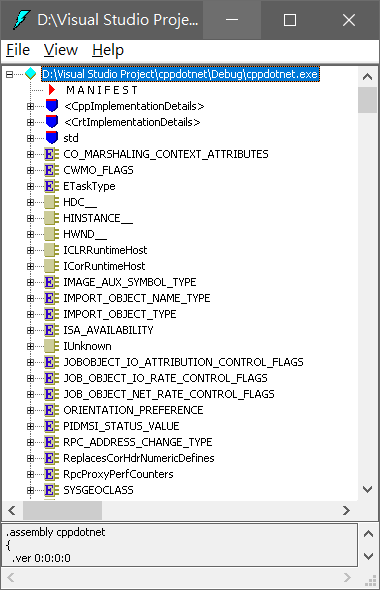 D:\Visual Studio Proje...
File View Help
D:\Visual Studio Project\cppdotnet\Debug\cppdotnet.exe
MANIFEST
<CppImplementationDetails>
<CrtImplementationDetails>
std
CO_MARSHALING_CONTEXT_ATTRIBUTES
CWMO_FLAGS
ETaskType
HDC__
HINSTANCE__
HWND__
ICLRRuntimeHost
ICorRuntimeHost
IMAGE_AUX_SYMBOL_TYPE
IMPORT_OBJECT_NAME_TYPE
IMPORT_OBJECT_TYPE
ISA_AVAILABILITY
IUnknown
JOBOBJECT_IO_ATTRIBUTION_CONTROL_FLAGS
JOB_OBJECT_IO_RATE_CONTROL_FLAGS
JOB_OBJECT_NET_RATE_CONTROL_FLAGS
ORIENTATION_PREFERENCE
PIDMSI_STATUS_VALUE
RPC_ADDRESS_CHANGE_TYPE
ReplacesCorHdrNumericDefines
RpcProxyPerfCounters
SYSGEOCLASS
.assembly cppdotnet
{
.ver 0:0:0:0